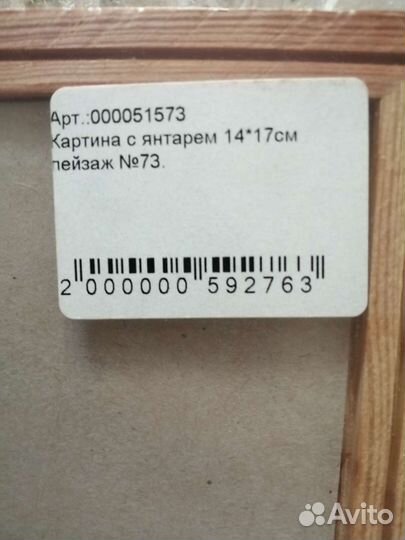 Арт.:000051573
Картина с янтарем 14*17см
пейзаж №73.
2 000000 592763
Avito